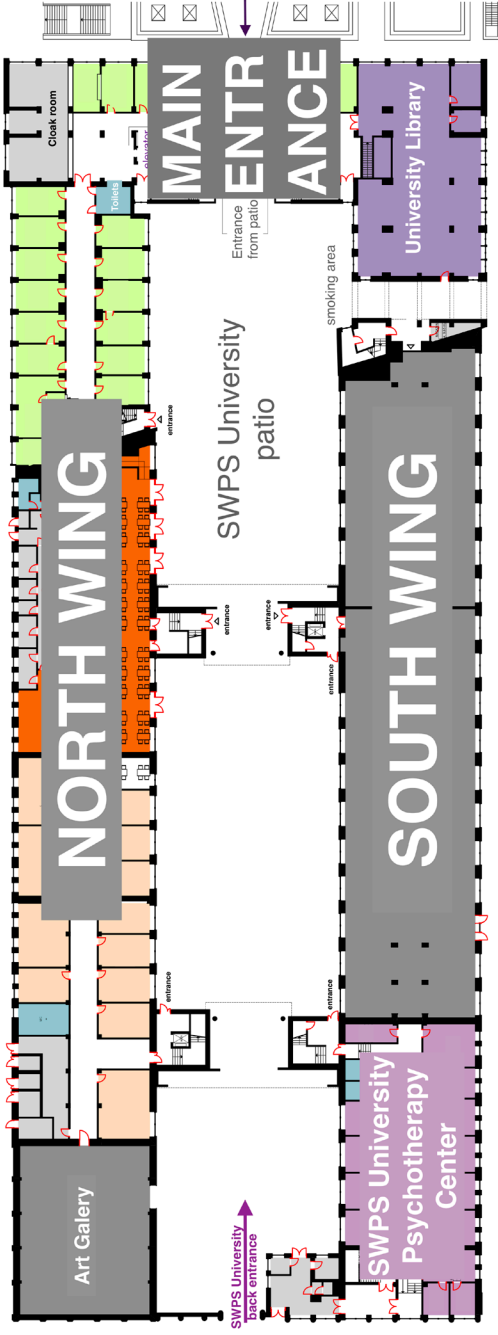 MAIN
ENTR
ANCE
Cloak room
elevator
Toilets
Entrance
from patio
University Library
smoking area
SWPS University
patio
entrance
NORTH WING
SOUTH WING
entrance
entrance
entrance
entrance
Art Galery
SWPS University
back entrance
SWPS University
Psychotherapy
Center